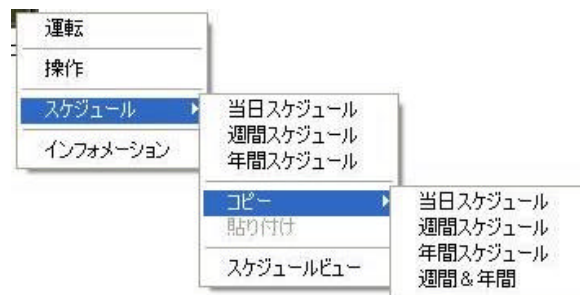 運転
操作
スケジュール
インフォメーション
当日スケジュール
週間スケジュール
年間スケジュール
コピー
貼り付け
スケジュールビュー
当日スケジュール
週間スケジュール
年間スケジュール
週間＆年間